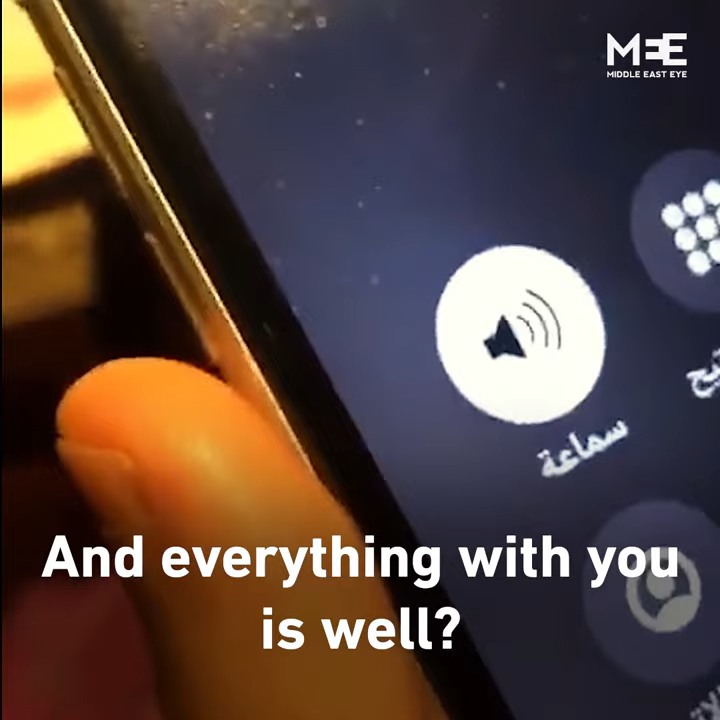 MEE
MIDDLE EAST EYE
سماعة
And everything with you
is well?